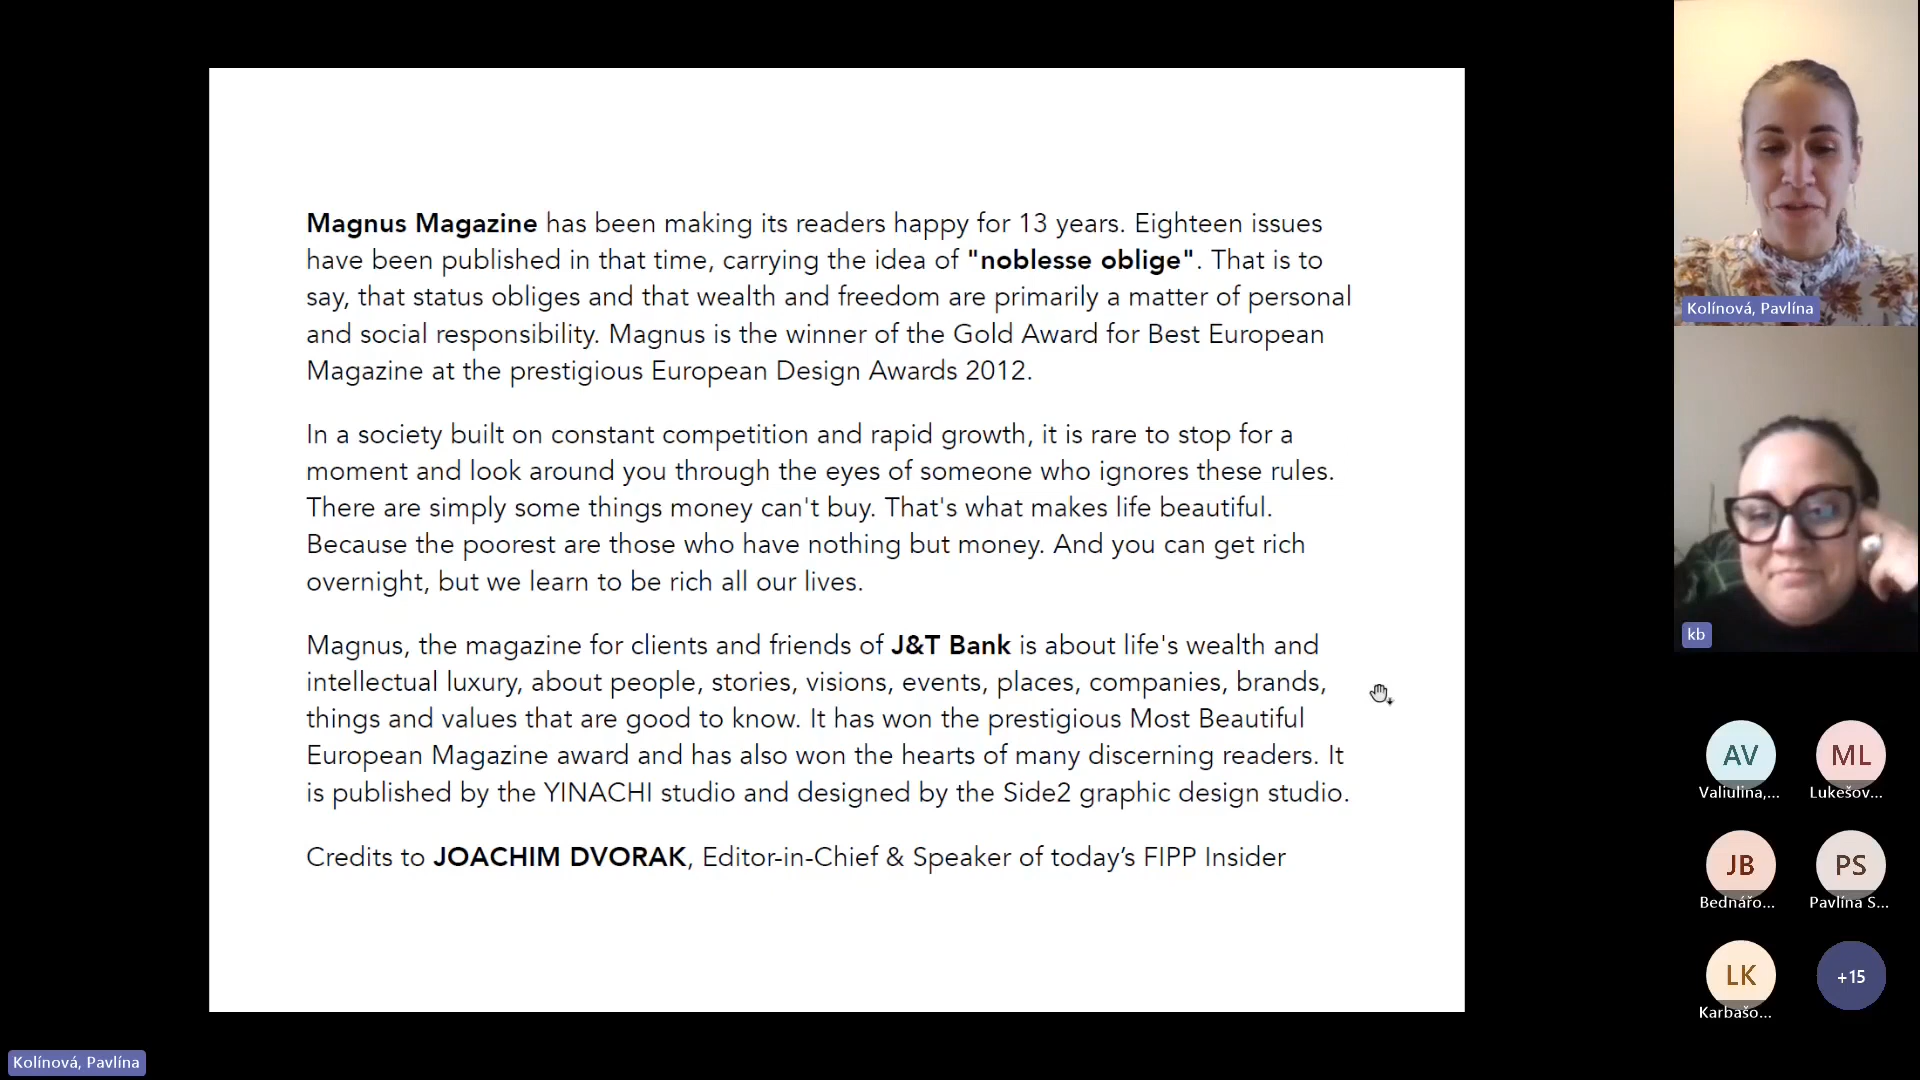 Magnus Magazine has been making its readers happy for 13 years. Eighteen issues
have been published in that time, carrying the idea of "noblesse oblige". That is to
say, that status obliges and that wealth and freedom are primarily a matter of personal
and social responsibility. Magnus is the winner of the Gold Award for Best European
Magazine at the prestigious European Design Awards 2012.
In a society built on constant competition and rapid growth, it is rare to stop for a
moment and look around you through the eyes of someone who ignores these rules.
There are simply some things money can't buy. That's what makes life beautiful.
Because the poorest are those who have nothing but money. And you can get rich
overnight, but we learn to be rich all our lives.
Magnus, the magazine for clients and friends of J&T Bank is about life's wealth and
intellectual luxury, about people, stories, visions, events, places, companies, brands,
things and values that are good to know. It has won the prestigious Most Beautiful
European Magazine award and has also won the hearts of many discerning readers. It
is published by the YINACHI studio and designed by the Side2 graphic design studio.
Credits to JOACHIM DVORAK, Editor-in-Chief & Speaker of today’s FIPP Insider
Kolínová, Pavlína
kb
AV
Valiulina,...
ML
Lukešov...
JB
Bednářo...
PS
Pavlína S...
LK
Karbašo...
+15
Kolínová, Pavlína